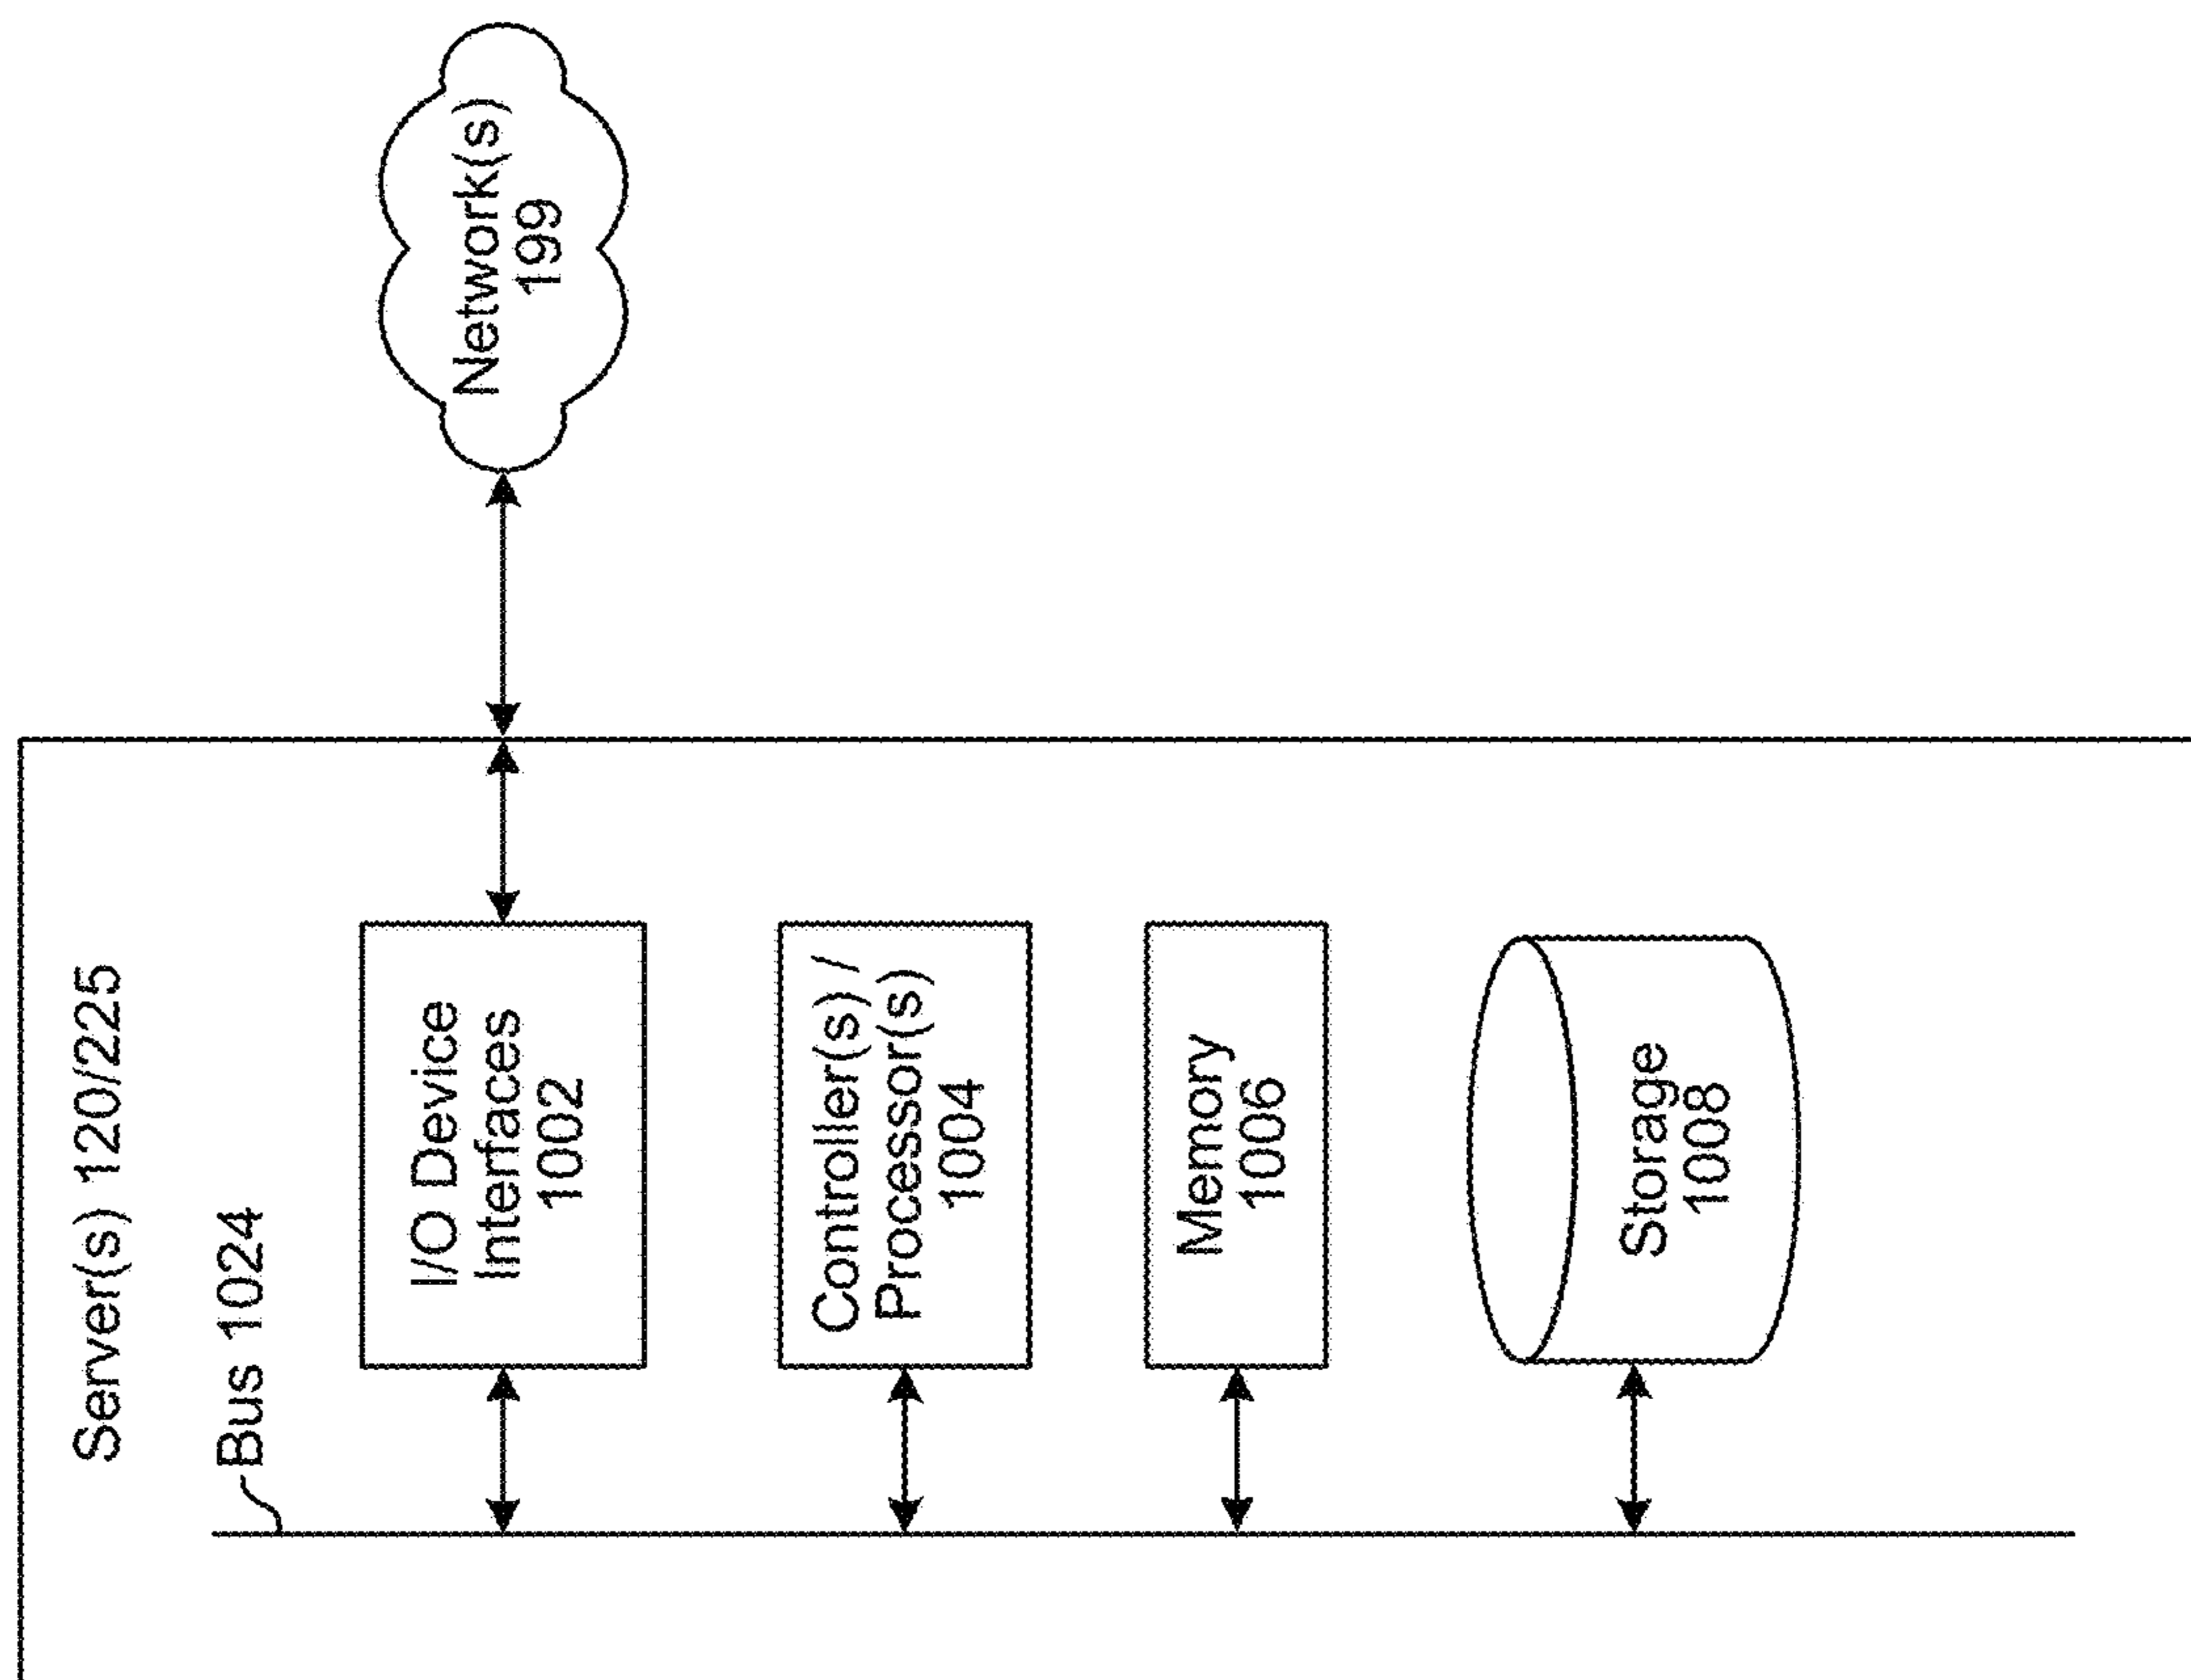 Server(s) 120/225
Bus 1024
I/O Device
Interfaces
1002
Network(s)
199
Controller(s) /
Processor(s)
1004
Memory
1006
Storage
1008